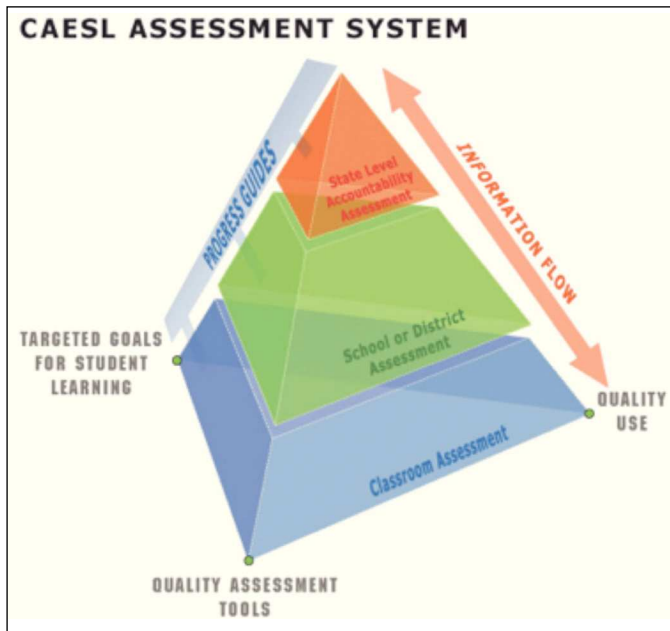 CAESL ASSESSMENT SYSTEM
PROGRESS GUIDES
INFORMATION FLOW
State Level
Accountability
Assessment
School or District
Assessment
Classroom Assessment
TARGETED GOALS
FOR STUDENT
LEARNING
QUALITY
USE
QUALITY ASSESSMENT
TOOLS